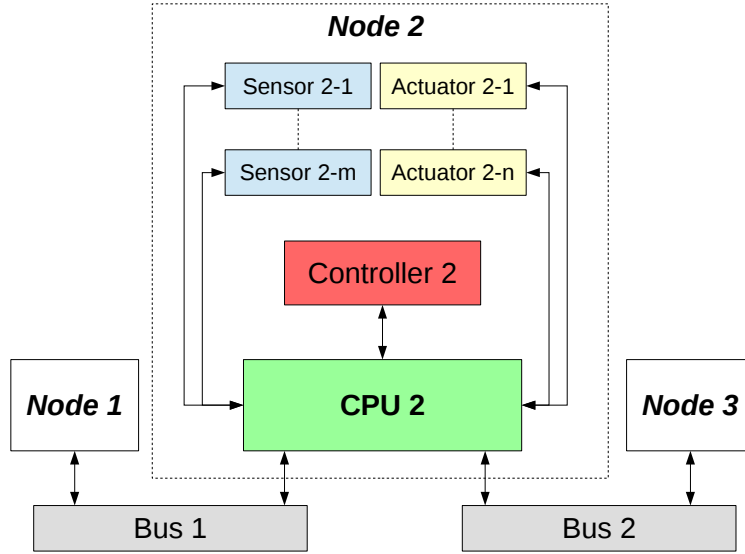 Node 2
Sensor 2-1
Actuator 2-1
Sensor 2-m
Actuator 2-n
Controller 2
Node 1
CPU 2
Node 3
Bus 1
Bus 2